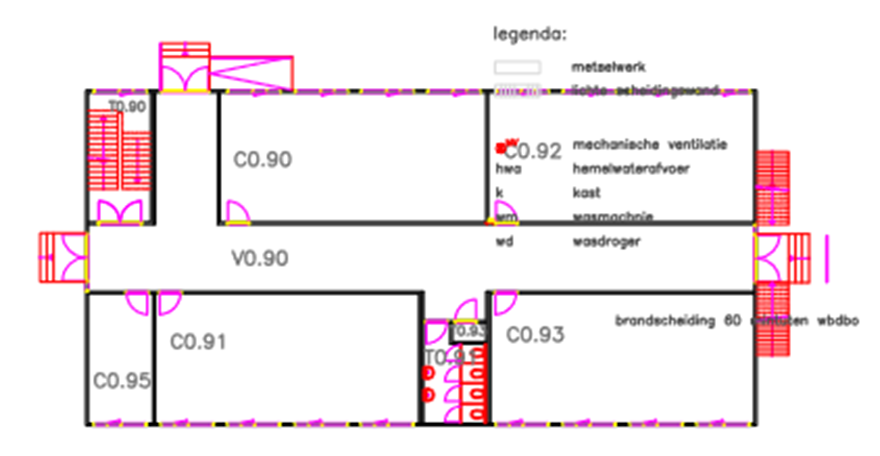 legenda:
metselwerk
lichte scheidingswand
T0.90
C0.90
C0.92
mechanische ventilatie
hwa hemelwaterafvoer
k kast
wm wasmachnie
wd wasdroger
V0.90
brandscheiding 60 minuten wbdbo
T0.93
C0.91
C0.93
T0.91
C0.95